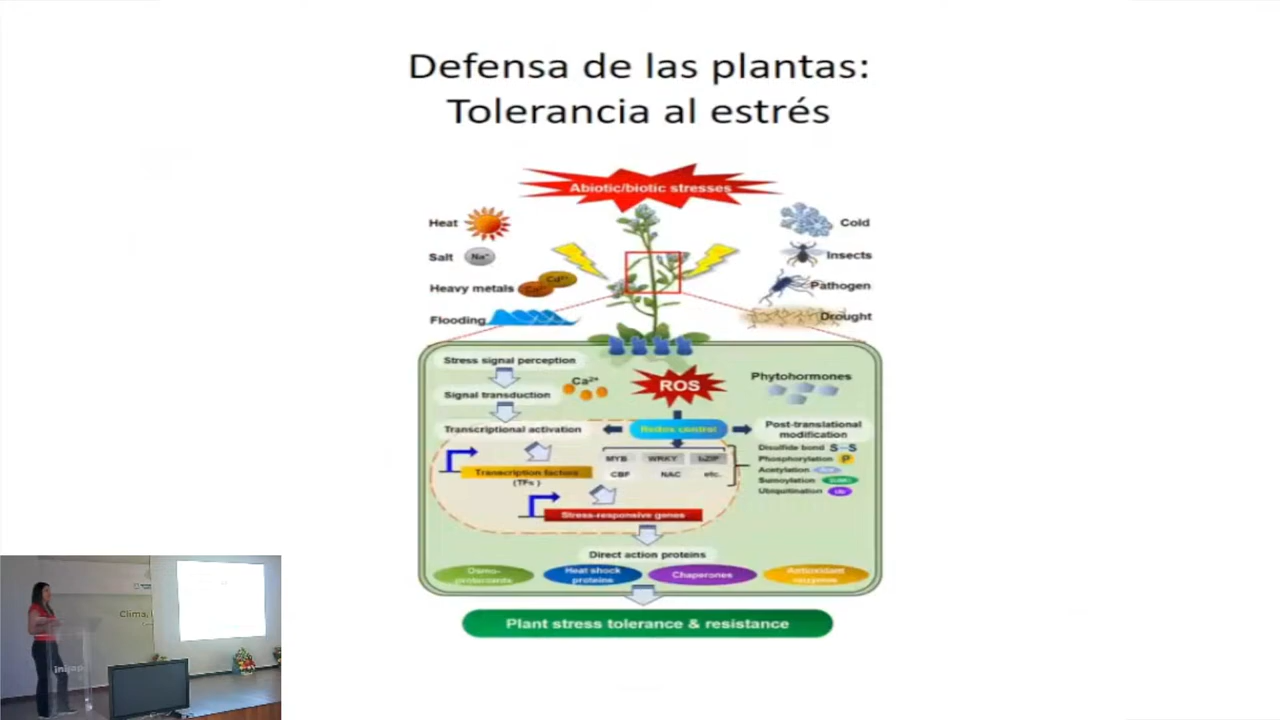 Defensa de las plantas:
Tolerancia al estrés
Abiotic/biotic stresses
Heat
Salt
Na⁺
Heavy metals
Flooding
Cold
Insects
Pathogen
Drought
Stress signal perception
Signal transduction
Transcriptional activation
Ca²⁺
ROS
Redox control
Phytohormones
Post-translational
modification
Disulfide bond S–S
Phosphorylation P
Acetylation
Sumoylation
Ubiquitination Ub
MYB WRKY bZIP
CBF NAC etc.
Transcription factors
(TFs )
Stress-responsive genes
Direct action proteins
Osmo-
protectants
Heat shock
proteins
Chaperones
Antioxidant
enzymes
Plant stress tolerance & resistance
Clima,
inifap